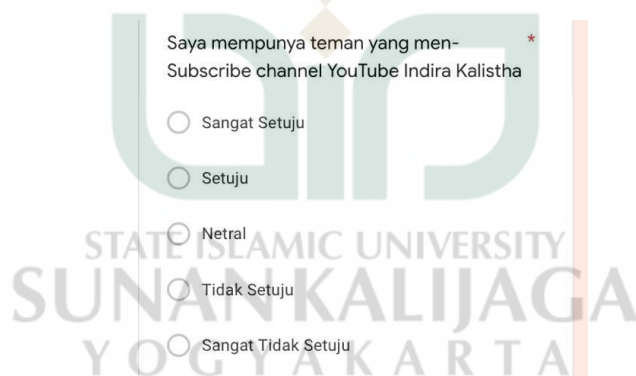 Saya mempunya teman yang men- *
Subscribe channel YouTube Indira Kalistha
Sangat Setuju
Setuju
Netral
STATE ISLAMIC UNIVERSITY
Tidak Setuju
SUNAN KALIJAGA
Sangat Tidak Setuju
YOGYAKARTA